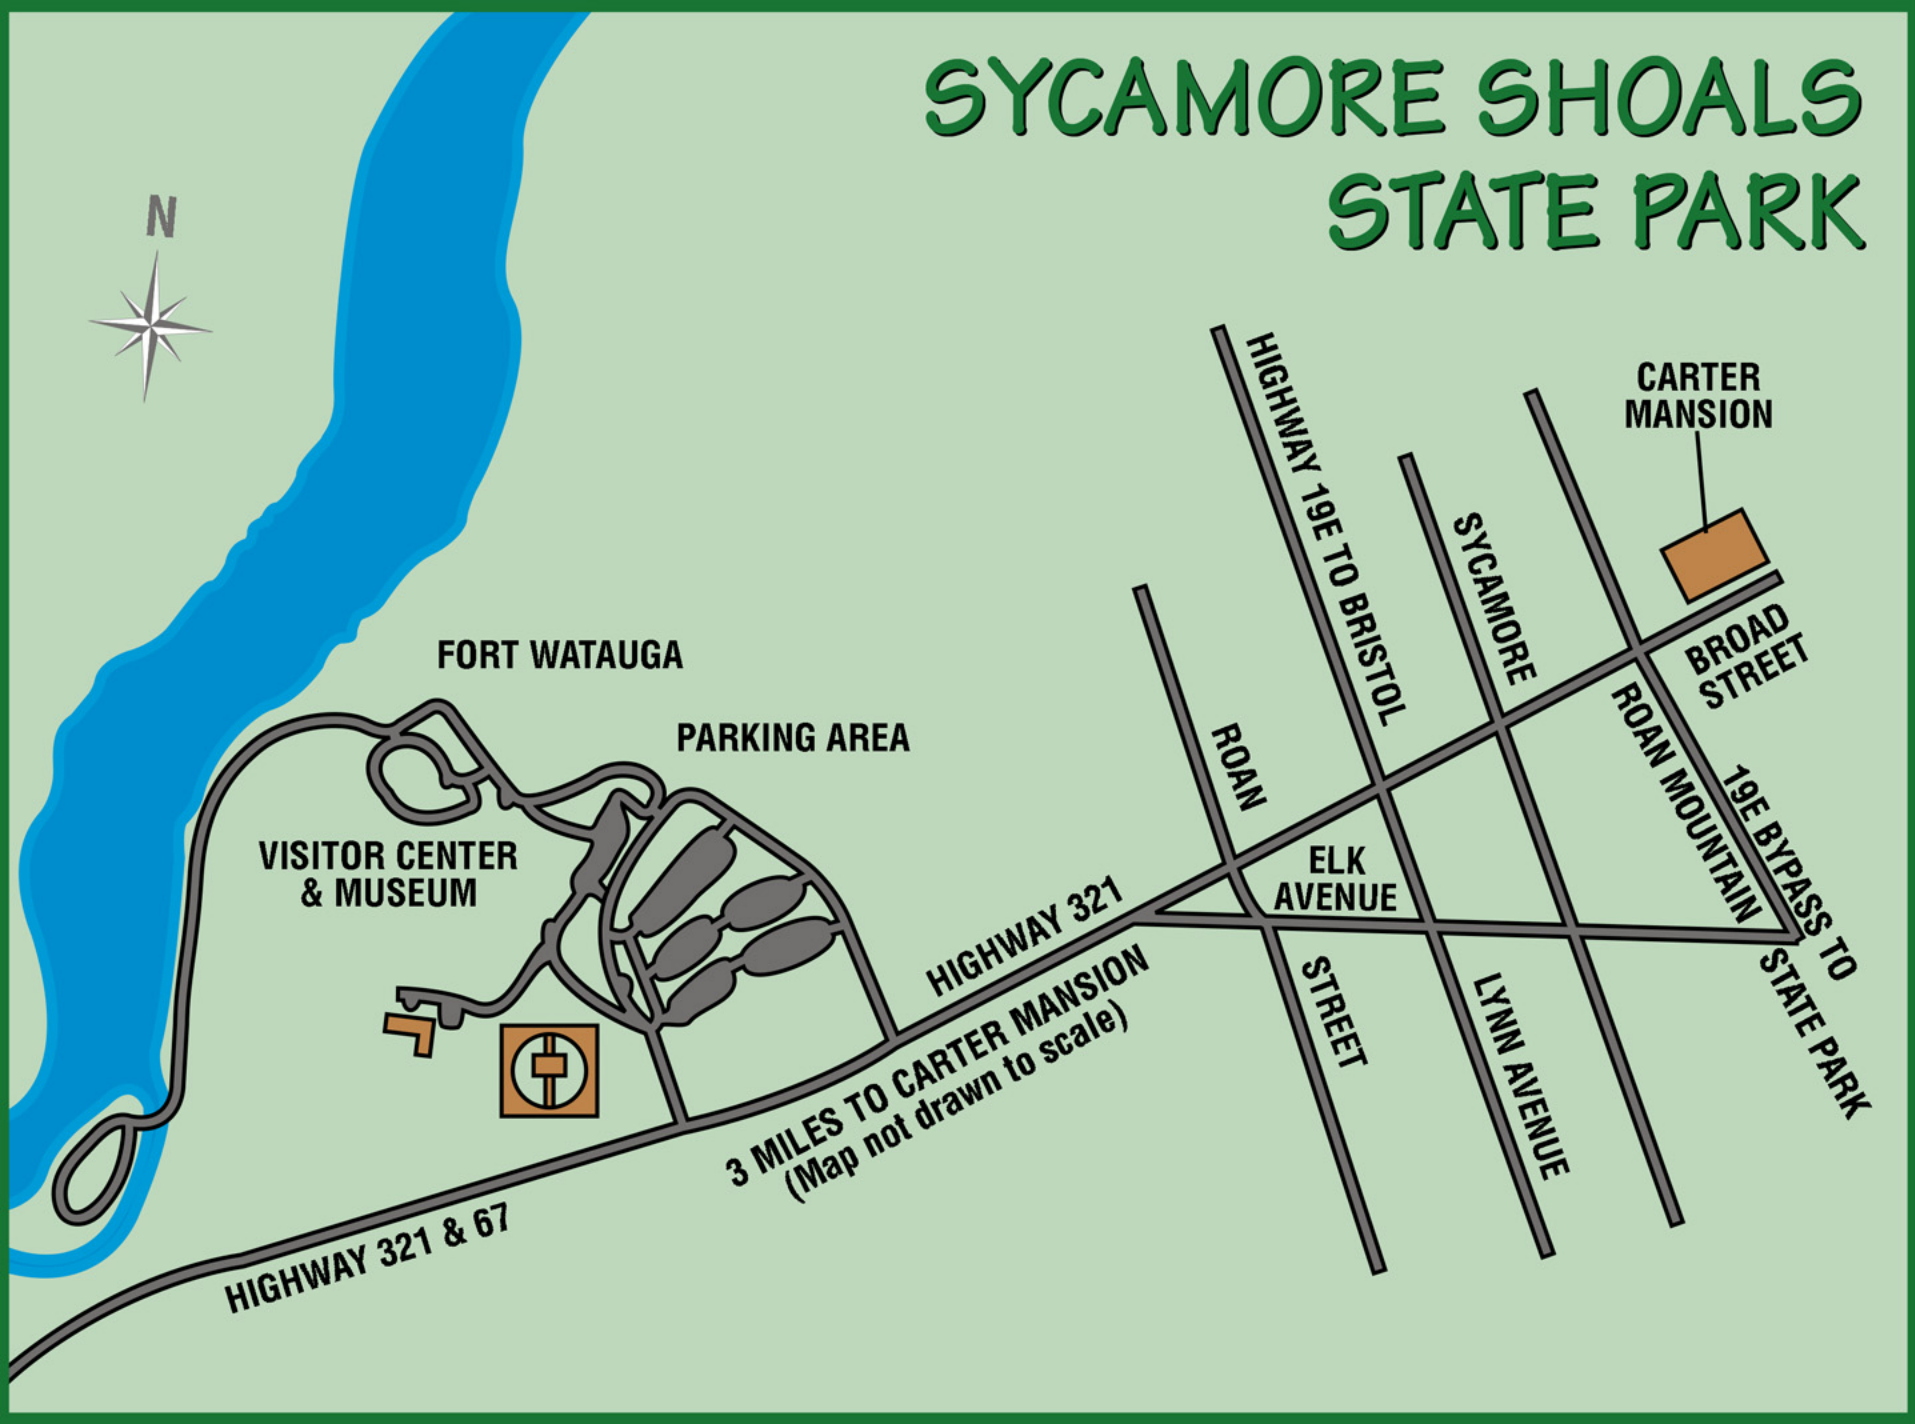 SYCAMORE SHOALS
STATE PARK
N
CARTER
MANSION
HIGHWAY 19E TO BRISTOL
SYCAMORE
BROAD
STREET
FORT WATAUGA
PARKING AREA
ROAN
ROAN MOUNTAIN
19E BYPASS TO
VISITOR CENTER
& MUSEUM
ELK
AVENUE
HIGHWAY 321
3 MILES TO CARTER MANSION
(Map not drawn to scale)
STREET
LYNN AVENUE
STATE PARK
HIGHWAY 321 & 67